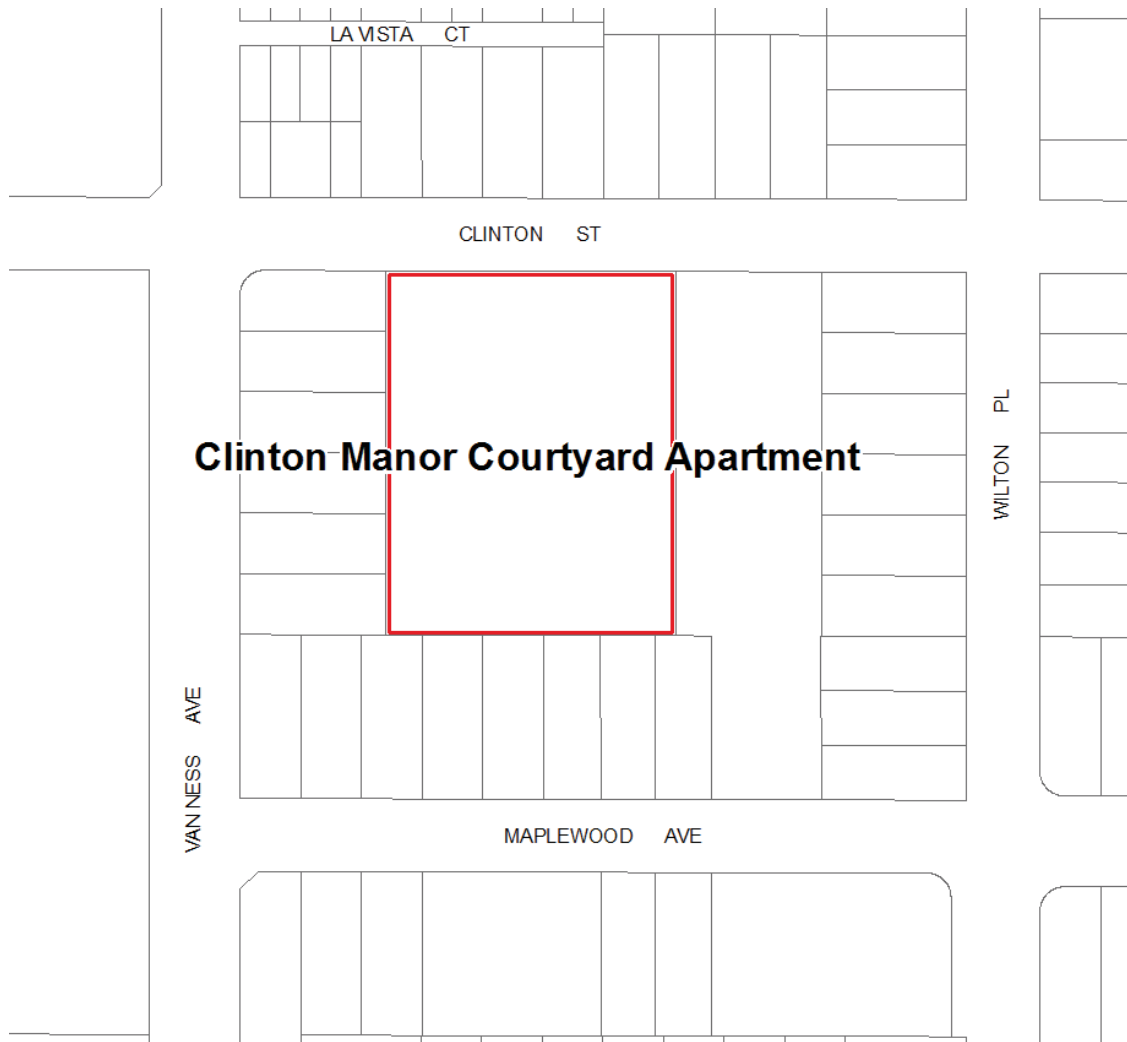 LA VISTA CT
CLINTON ST
Clinton Manor Courtyard Apartment
WILTON PL
VAN NESS AVE
MAPLEWOOD AVE